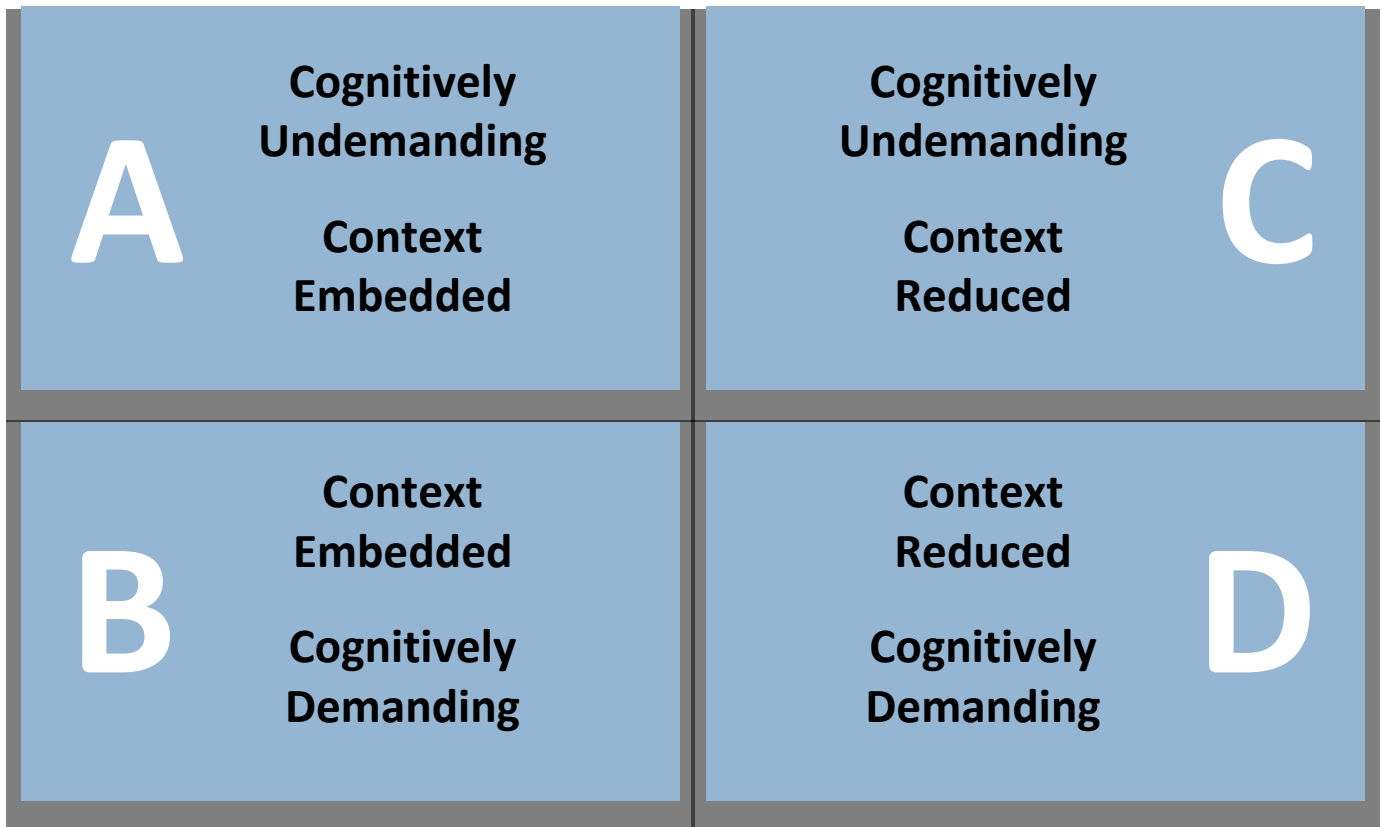 A
Cognitively
Undemanding
Context
Embedded
Cognitively
Undemanding
Context
Reduced
C
B
Context
Embedded
Cognitively
Demanding
Context
Reduced
Cognitively
Demanding
D